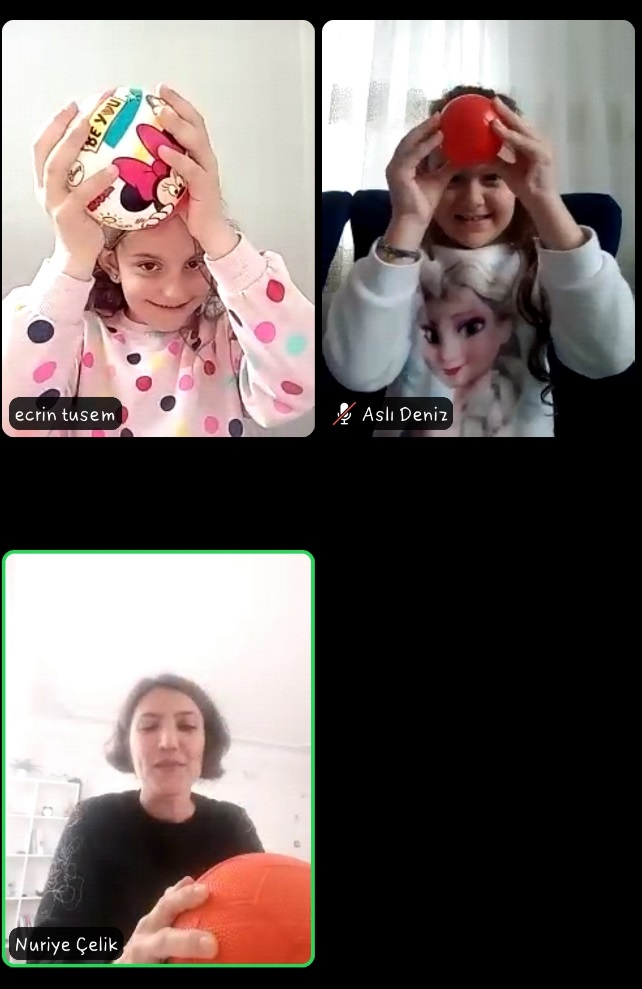 BE YOU
ecrin tusem
Aslı Deniz
Nuriye Çelik